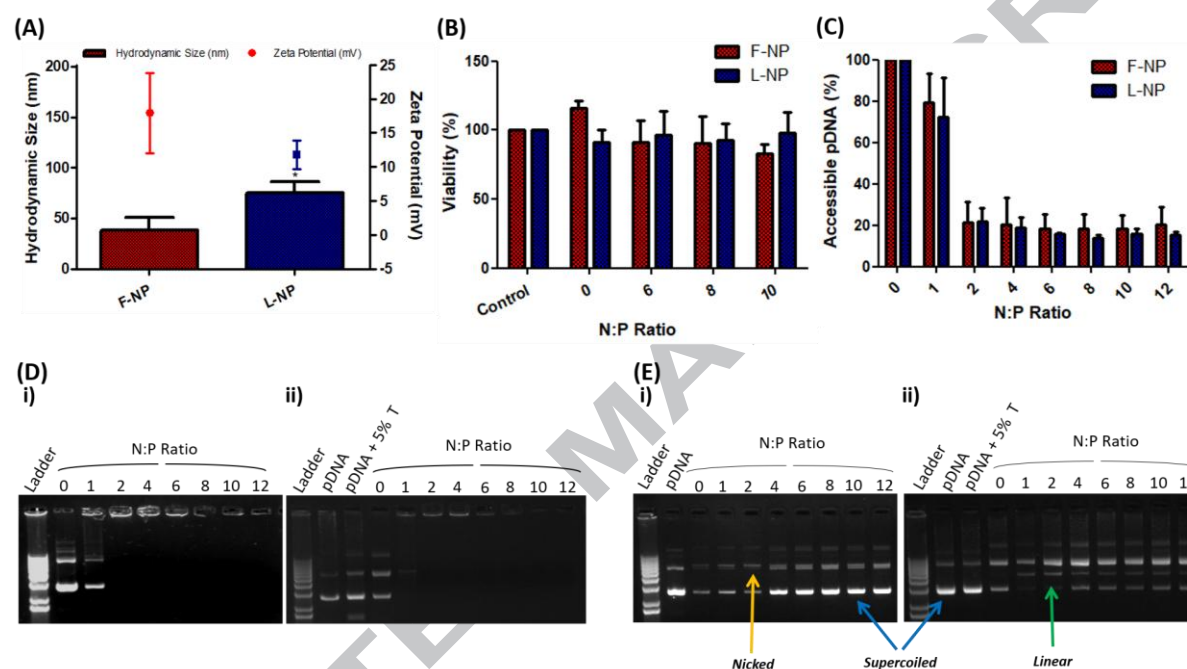 (A)
Hydrodynamic Size (nm)
Zeta Potential (mV)
Hydrodynamic Size (nm)
200
150
100
50
0
25
20
15
10
5
0
-5
Zeta Potential (mV)
*
F-NP
L-NP
(B)
F-NP
L-NP
Viability (%)
150
100
50
0
Control
0
6
8
10
N:P Ratio
(C)
F-NP
L-NP
Accessible pDNA (%)
100
80
60
40
20
0
0
1
2
4
6
8
10
12
N:P Ratio
(D)
i)
Ladder
N:P Ratio
0 1 2 4 6 8 10 12
ii)
Ladder
pDNA
pDNA + 5% T
N:P Ratio
0 1 2 4 6 8 10 12
(E)
i)
Ladder
pDNA
N:P Ratio
0 1 2 4 6 8 10 12
ii)
Ladder
pDNA
pDNA + 5% T
N:P Ratio
0 1 2 4 6 8 10 1
Nicked
Supercoiled
Linear